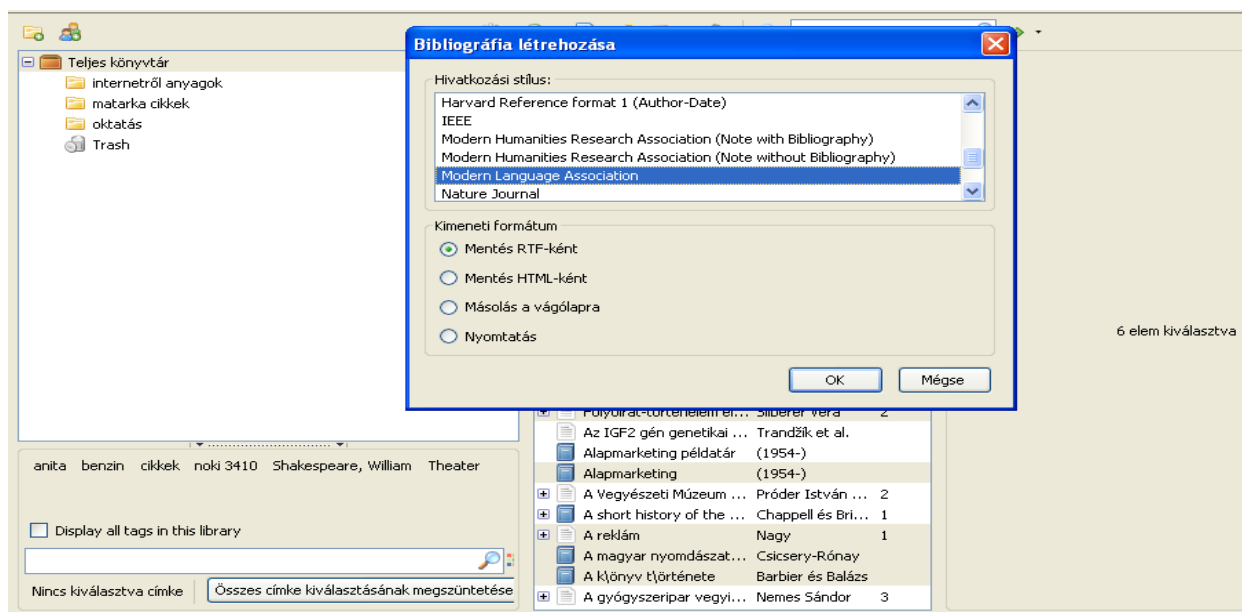 Bibliográfia létrehozása
Teljes könyvtár
internetről anyagok
matarka cikkek
oktatás
Trash
Hivatkozási stílus:
Harvard Reference format 1 (Author-Date)
IEEE
Modern Humanities Research Association (Note with Bibliography)
Modern Humanities Research Association (Note without Bibliography)
Modern Language Association
Nature Journal
Kimeneti formátum
Mentés RTF-ként
Mentés HTML-ként
Másolás a vágólapra
Nyomtatás
OK Mégse
6 elem kiválasztva
Folyóirat-történelem el... Silberer Vera 2
Az IGF2 gén genetikai ... Trandžík et al.
Alapmarketing példatár (1954-)
Alapmarketing (1954-)
A Vegyészeti Múzeum ... Próder István ... 2
A short history of the ... Chappell és Bri... 1
A reklám Nagy 1
A magyar nyomdászat... Csicsery-Rónay
A k\önyv t\örténete Barbier és Balázs
A gyógyszeripar vegyi... Nemes Sándor 3
anita benzin cikkek noki 3410 Shakespeare, William Theater
Display all tags in this library
Nincs kiválasztva címke Összes címke kiválasztásának megszüntetése